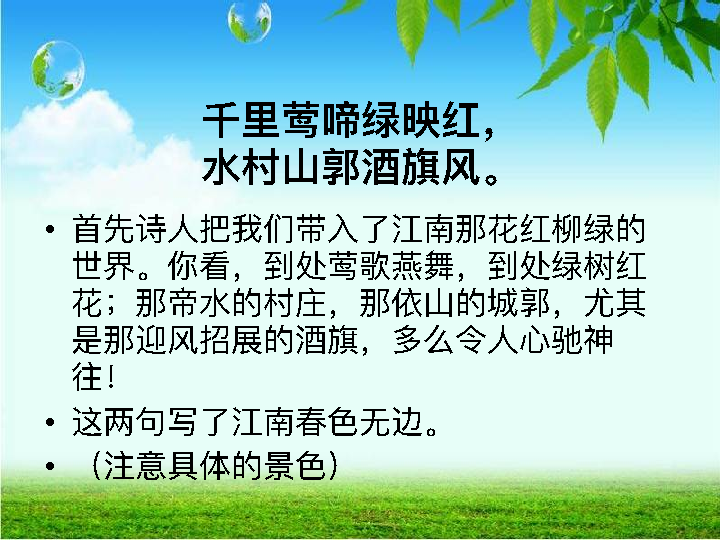 千里莺啼绿映红，
水村山郭酒旗风。
• 首先诗人把我们带入了江南那花红柳绿的
世界。你看，到处莺歌燕舞，到处绿树红
花；那帝水的村庄，那依山的城郭，尤其
是那迎风招展的酒旗，多么令人心驰神
往！
• 这两句写了江南春色无边。
• （注意具体的景色）